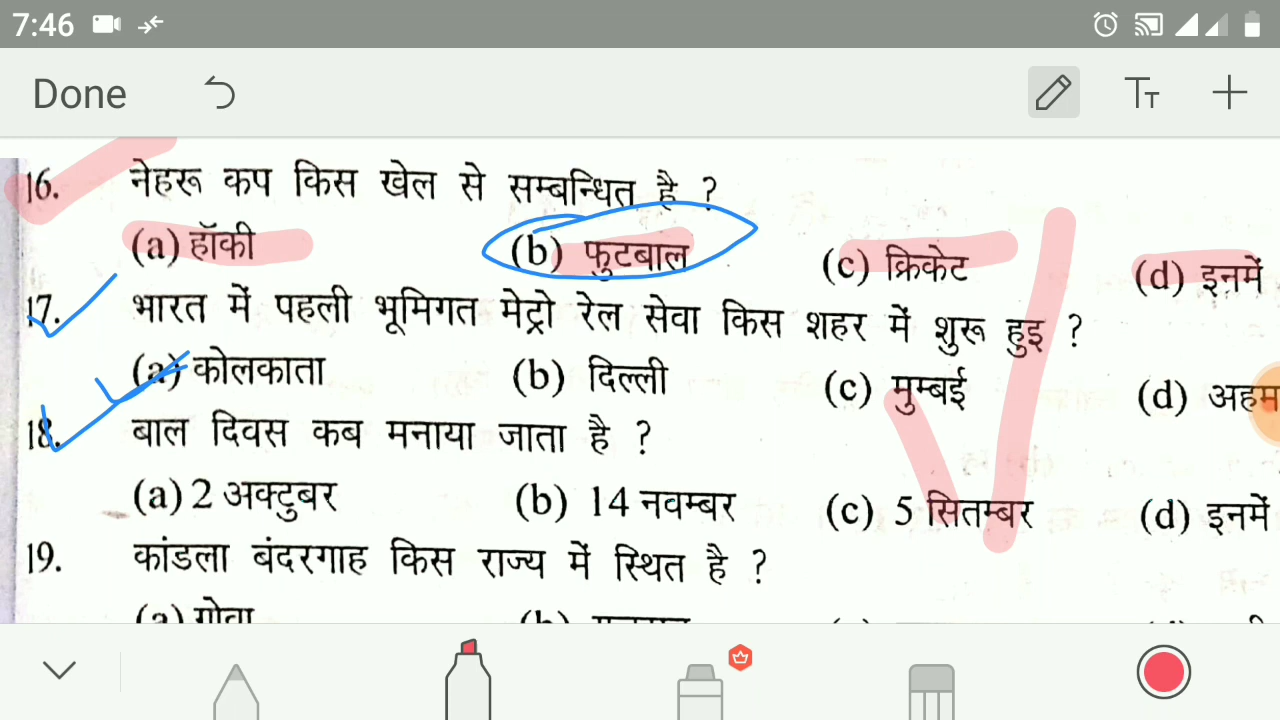 7:46
Done
TT
16. नेहरू कप किस खेल से सम्बन्धित है ?
(a) हॉकी (b) फुटबाल (c) क्रिकेट (d) इनमें
17. भारत में पहली भूमिगत मेट्रो रेल सेवा किस शहर में शुरू हुइ ?
(a) कोलकाता (b) दिल्ली (c) मुम्बई (d) अहम
18. बाल दिवस कब मनाया जाता है ?
(a) 2 अक्टुबर (b) 14 नवम्बर (c) 5 सितम्बर (d) इनमें
19. कांडला बंदरगाह किस राज्य में स्थित है ?
(a) गोवा (b)